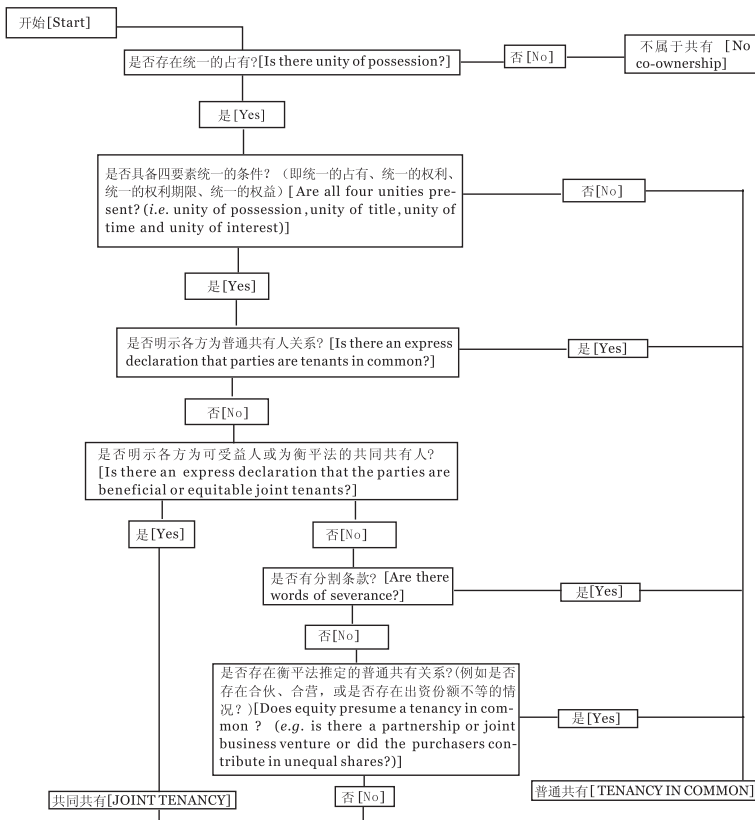 开始[Start]
是否存在统一的占有?[Is there unity of possession?]
否[No]
不属于共有 [No
co-ownership]
是[Yes]
是否具备四要素统一的条件？（即统一的占有、统一的权利、
统一的权利期限、统一的权益）[Are all four unities pre-
sent? (i.e. unity of possession, unity of title, unity of
time and unity of interest)]
否[No]
是[Yes]
是否明示各方为普通共有人关系? [Is there an express
declaration that parties are tenants in common?]
是[Yes]
否[No]
是否明示各方为可受益人或为衡平法的共同共有人?
[Is there an express declaration that the parties are
beneficial or equitable joint tenants?]
是[Yes]
否[No]
是否有分割条款? [Are there
words of severance?]
是[Yes]
否[No]
是否存在衡平法推定的普通共有关系?(例如是否
存在合伙、合营，或是否存在出资份额不等的情
况？)[Does equity presume a tenancy in com-
mon ? (e.g. is there a partnership or joint
business venture or did the purchasers con-
tribute in unequal shares?)]
是[Yes]
共同共有[JOINT TENANCY]
否[No]
普通共有[TENANCY IN COMMON]